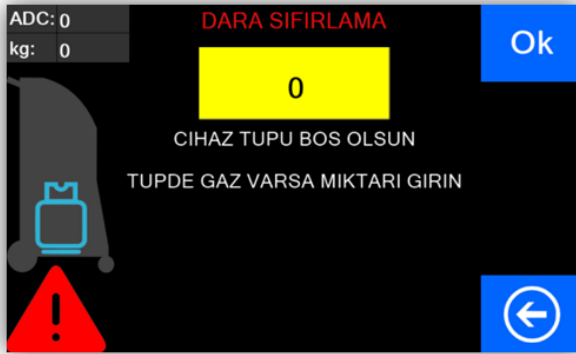 ADC: 0
kg: 0
DARA SIFIRLAMA
Ok
0
CIHAZ TUPU BOS OLSUN
TUPDE GAZ VARSA MIKTARI GIRIN